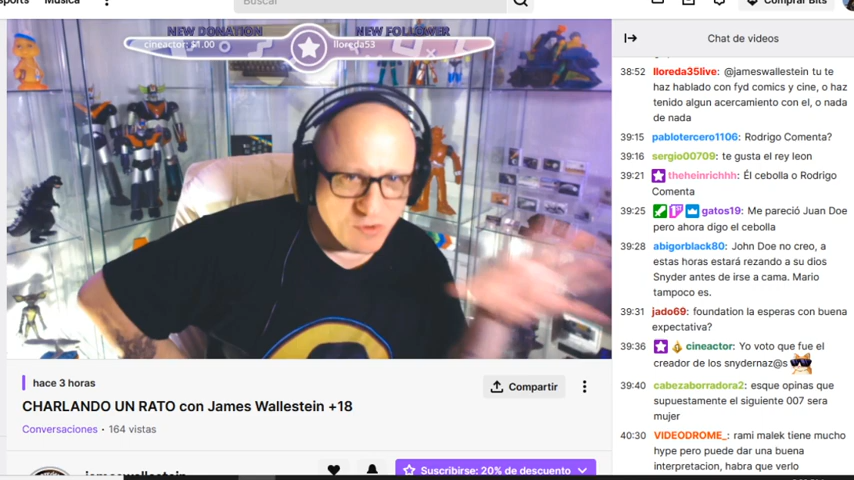 sports
Música
Buscar
Comprar Bits
NEW DONATION
NEW FOLLOWER
cineactor: $1.00
lloreda53
Chat de videos
38:52 lloreda35live: @jameswallestein tu te
haz hablado con fyd comics y cine, o haz
tenido algun acercamiento con el, o nada
de nada
39:15 pablotercero1106: Rodrigo Comenta?
39:16 sergio00709: te gusta el rey leon
39:21 theheinrichhh: Él cebolla o Rodrigo
Comenta
39:25 gatos19: Me pareció Juan Doe
pero ahora digo el cebolla
39:28 abigorblack80: John Doe no creo, a
estas horas estará rezando a su dios
Snyder antes de irse a cama. Mario
tampoco es.
39:31 jado69: foundation la esperas con buena
expectativa?
39:36 cineactor: Yo voto que fue el
creador de los snydernaz@s
39:40 cabezaborradora2: esque opinas que
supuestamente el siguiente 007 sera
mujer
40:30 VIDEODROME_: rami malek tiene mucho
hype pero puede dar una buena
interpretacion, habra que verlo
hace 3 horas
Compartir
CHARLANDO UN RATO con James Wallestein +18
Conversaciones • 164 vistas
jameswallestein
Suscribirse: 20% de descuento